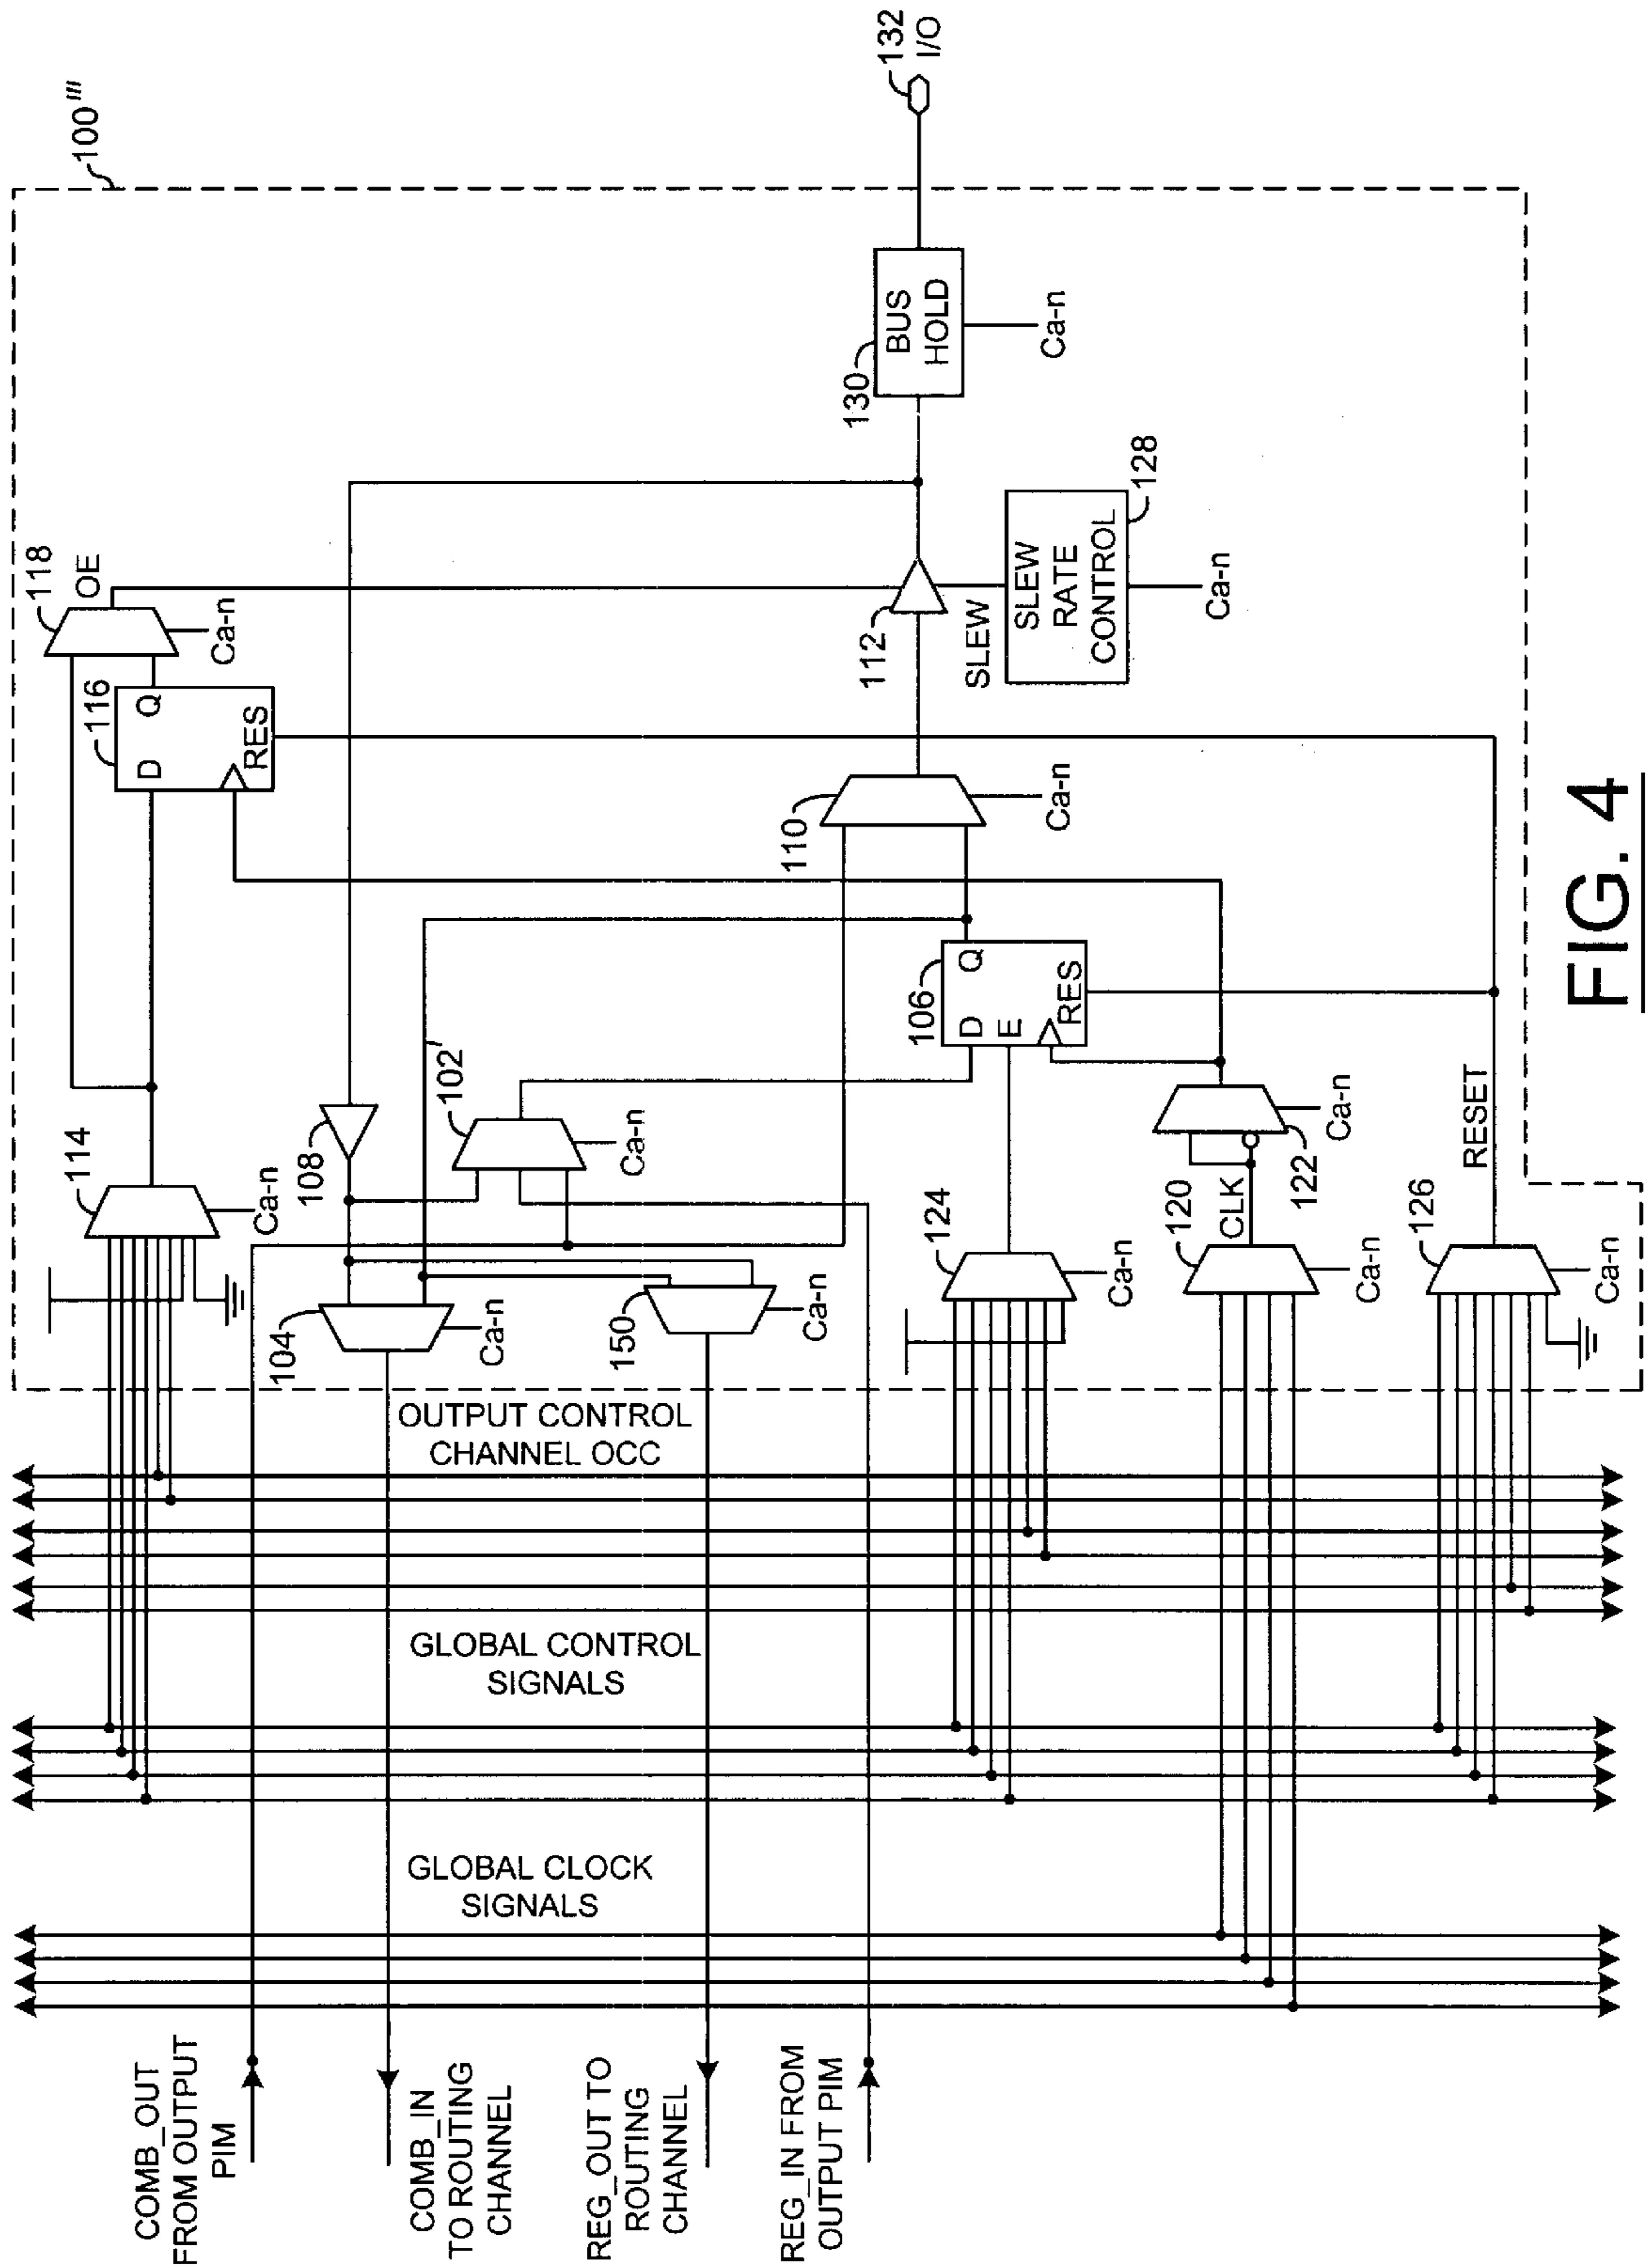 100'''
114
Ca-n
116
D
Q
RES
118
OE
Ca-n
COMB_OUT
FROM OUTPUT
PIM
108
104
Ca-n
102'
Ca-n
COMB_IN
TO ROUTING
CHANNEL
OUTPUT CONTROL
CHANNEL OCC
GLOBAL CONTROL
SIGNALS
GLOBAL CLOCK
SIGNALS
150
Ca-n
REG_OUT TO
ROUTING
CHANNEL
REG_IN FROM
OUTPUT PIM
110
Ca-n
112
SLEW
SLEW
RATE
CONTROL
128
Ca-n
130
BUS
HOLD
Ca-n
132
I/O
106
D
Q
E
RES
124
Ca-n
120
CLK
Ca-n
122
Ca-n
126
RESET
Ca-n
FIG. 4